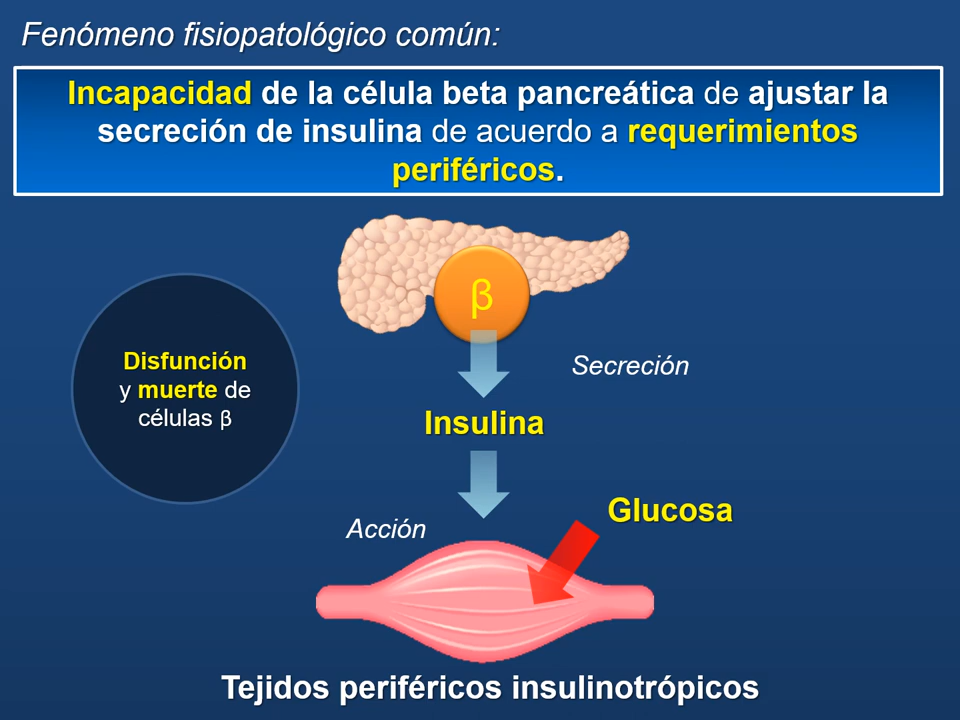 Fenómeno fisiopatológico común:
Incapacidad de la célula beta pancreática de ajustar la
secreción de insulina de acuerdo a requerimientos
periféricos.
β
Disfunción
y muerte de
células β
Secreción
Insulina
Glucosa
Acción
Tejidos periféricos insulinotrópicos